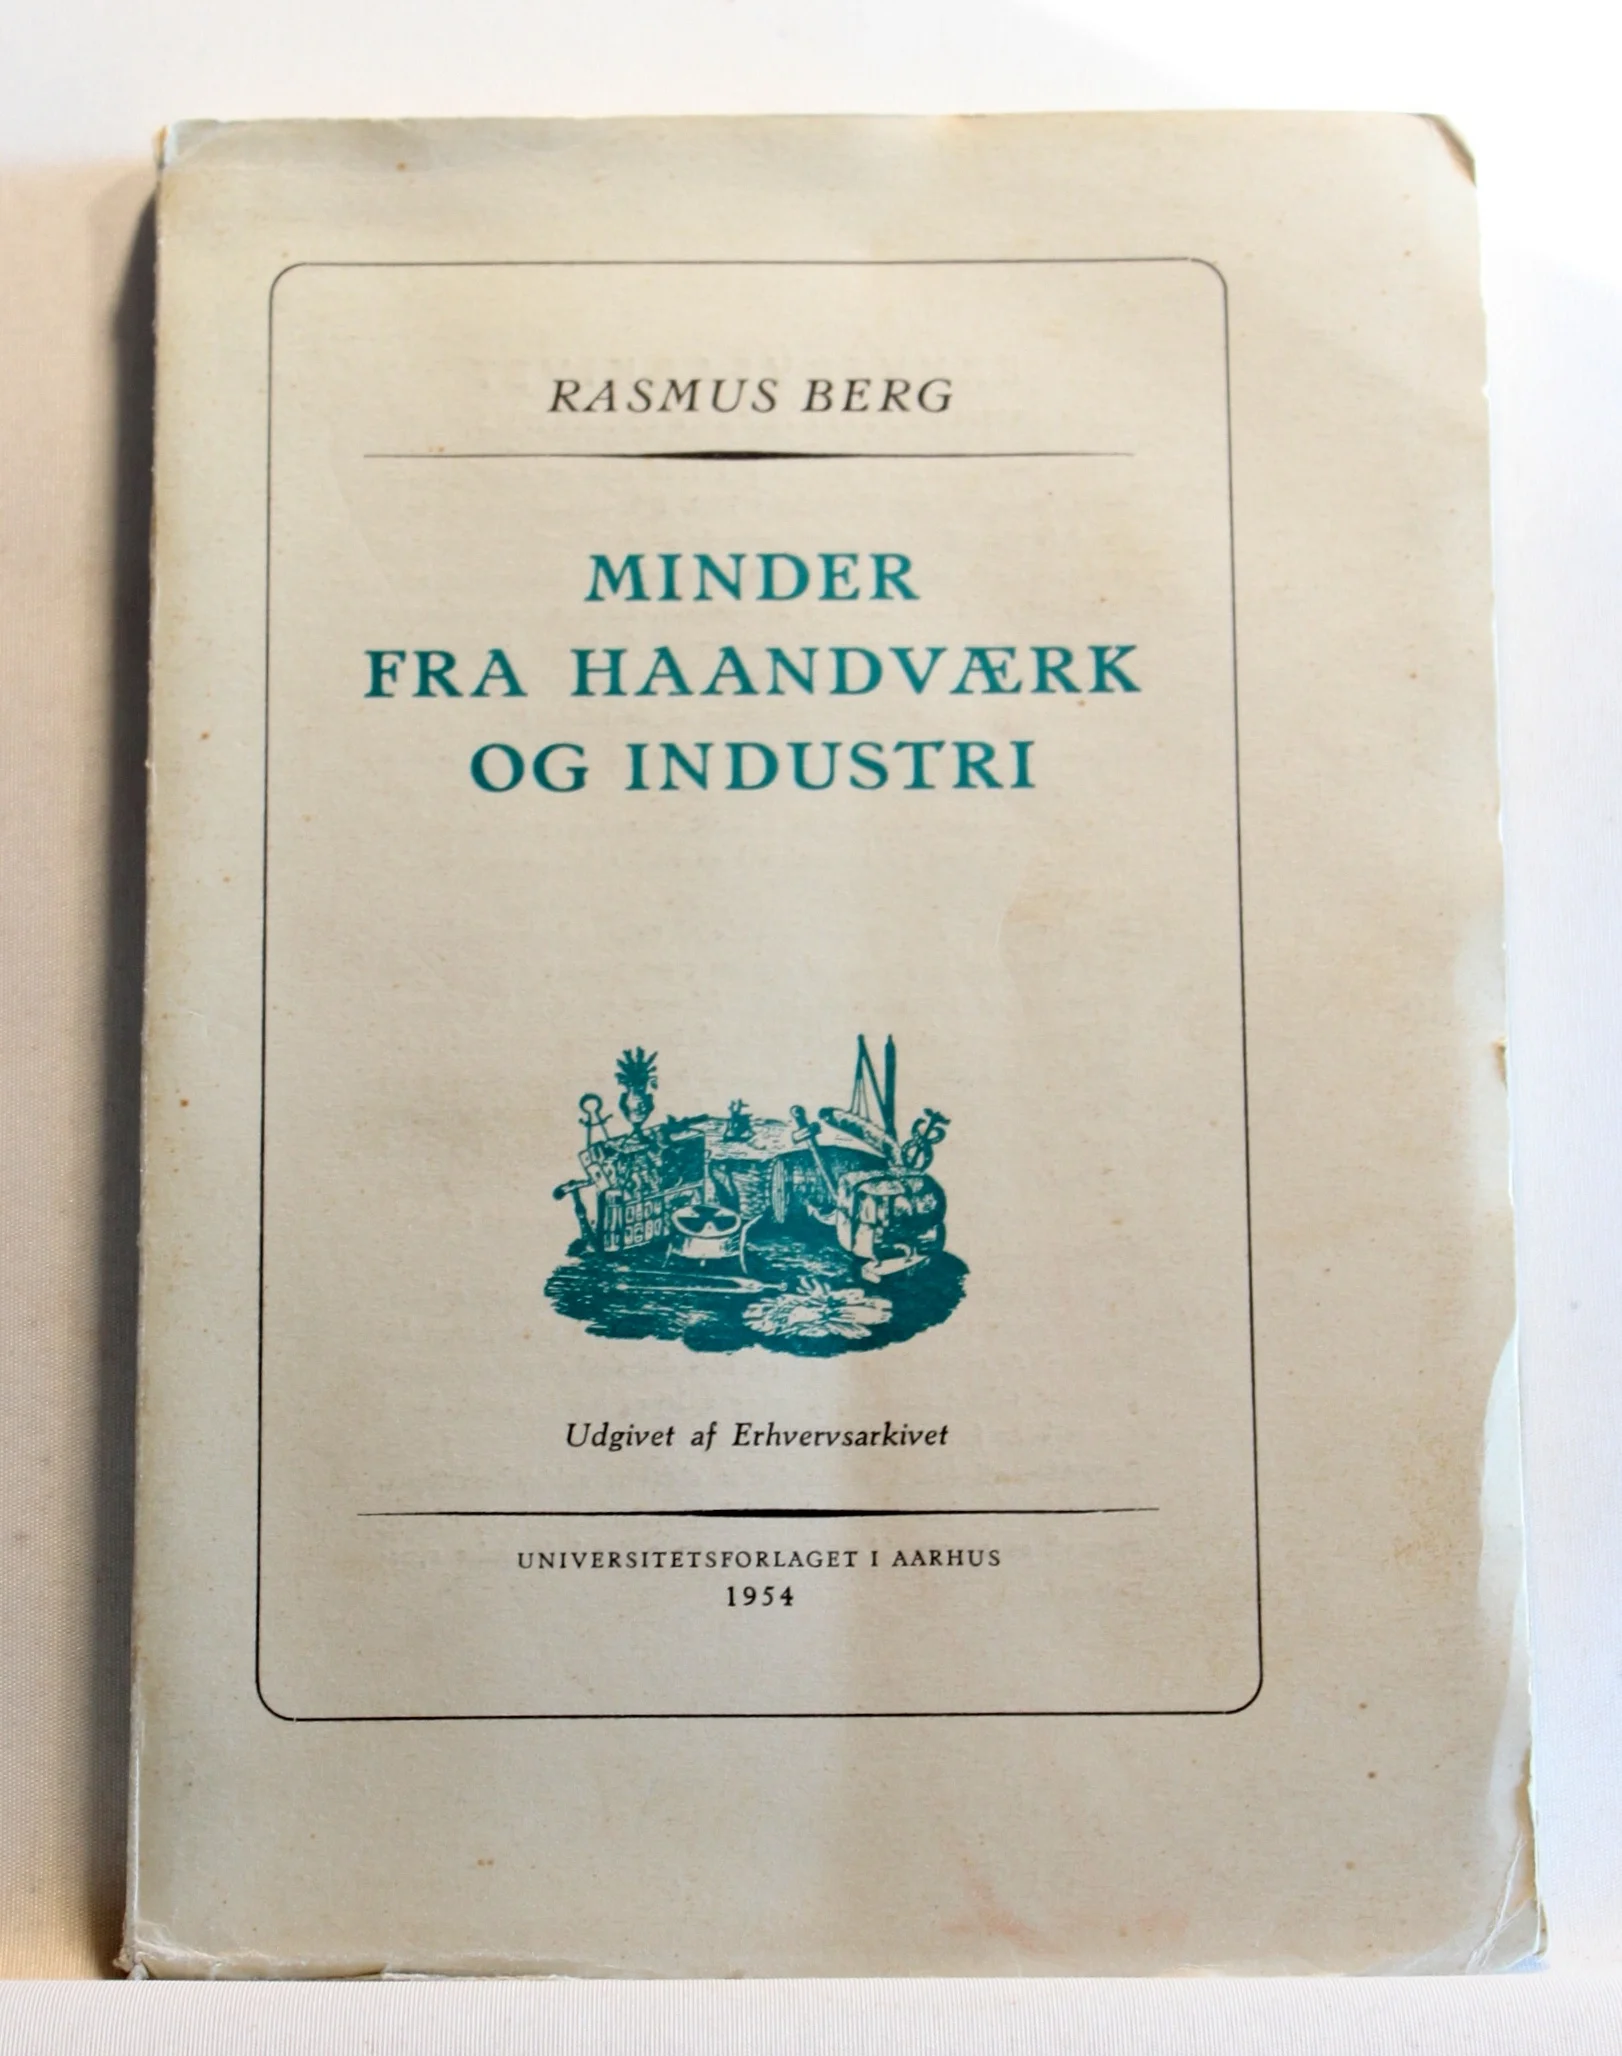 RASMUS BERG
MINDER
FRA HAANDVÆRK
OG INDUSTRI
Udgivet af Erhvervsarkivet
UNIVERSITETSFORLAGET I AARHUS
1954